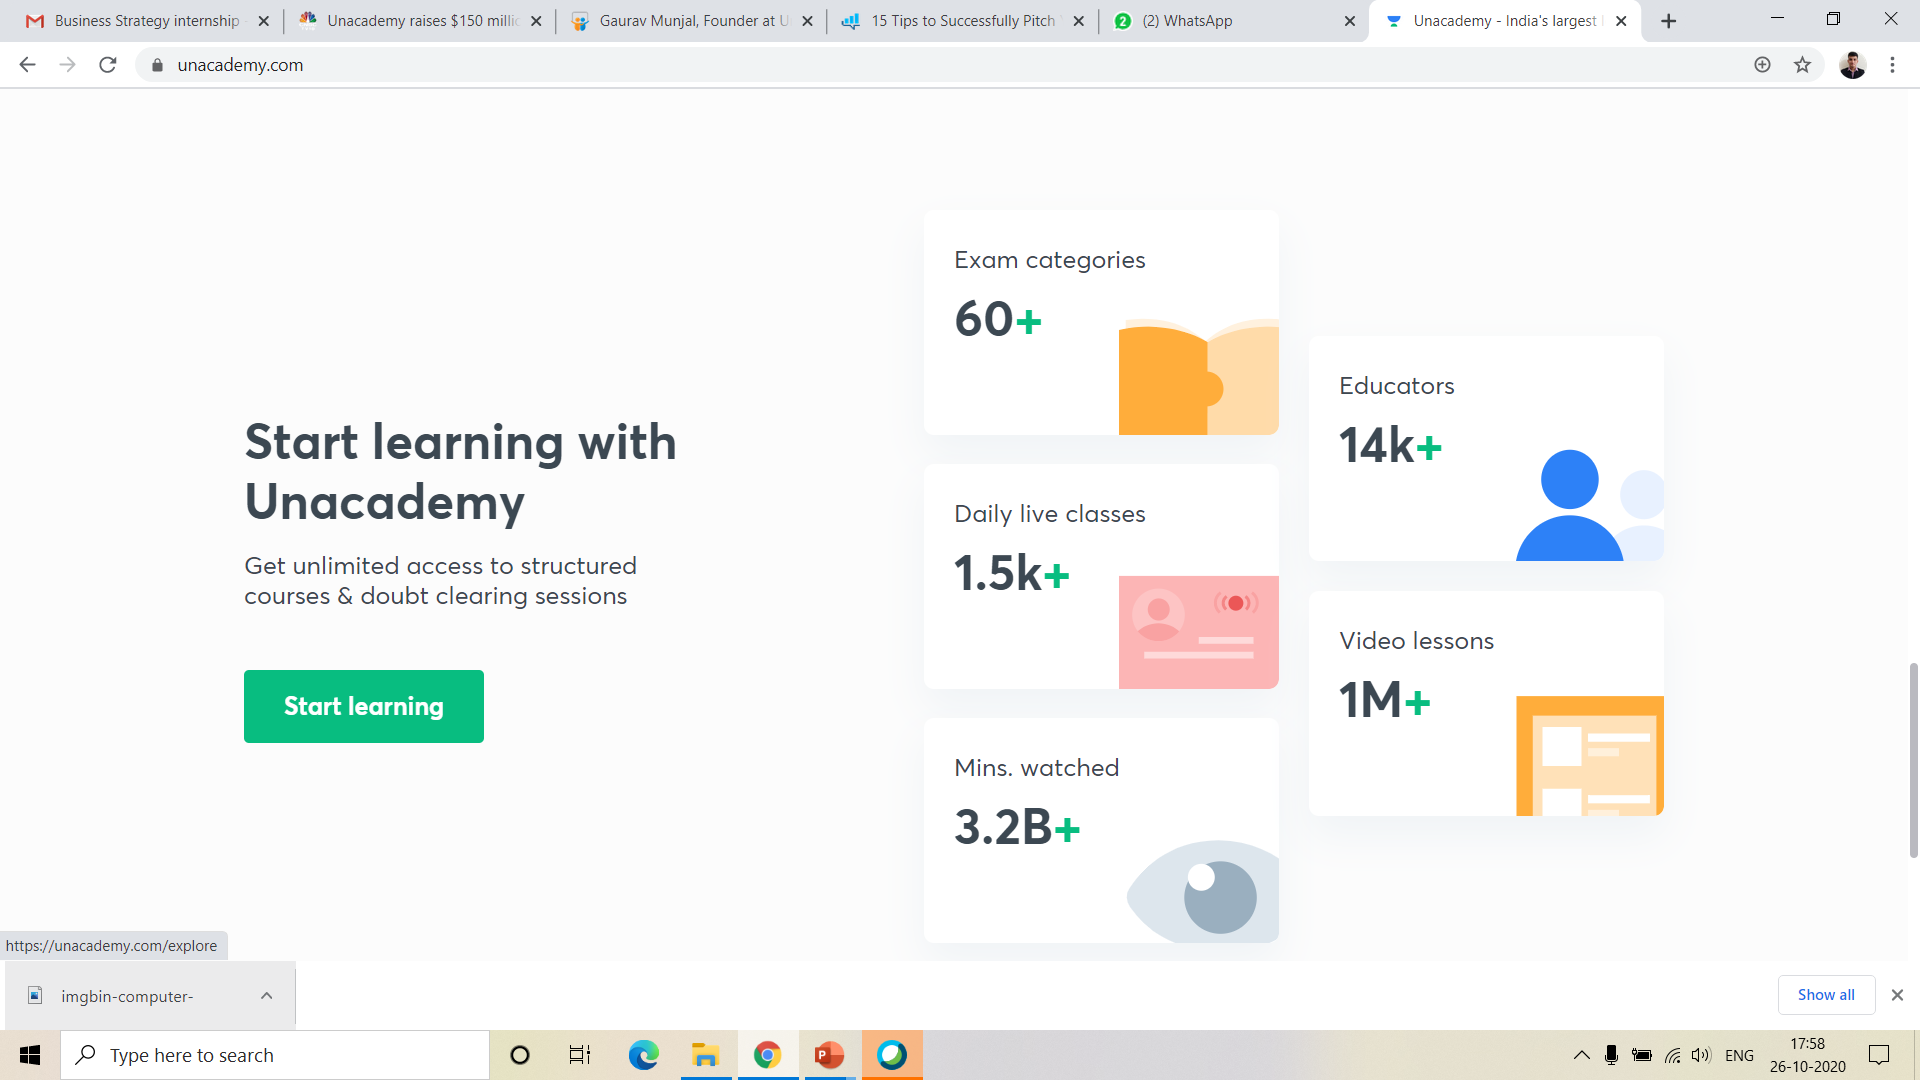 Business Strategy internship
Unacademy raises $150 milli
Gaurav Munjal, Founder at U
15 Tips to Successfully Pitch
2
(2) WhatsApp
Unacademy - India's largest
unacademy.com
Exam categories
60+
Educators
14k+
Start learning with
Unacademy
Get unlimited access to structured
courses & doubt clearing sessions
Start learning
Daily live classes
1.5k+
Video lessons
1M+
Mins. watched
3.2B+
https://unacademy.com/explore
imgbin-computer-
Show all
Type here to search
P
ENG
17:58
26-10-2020